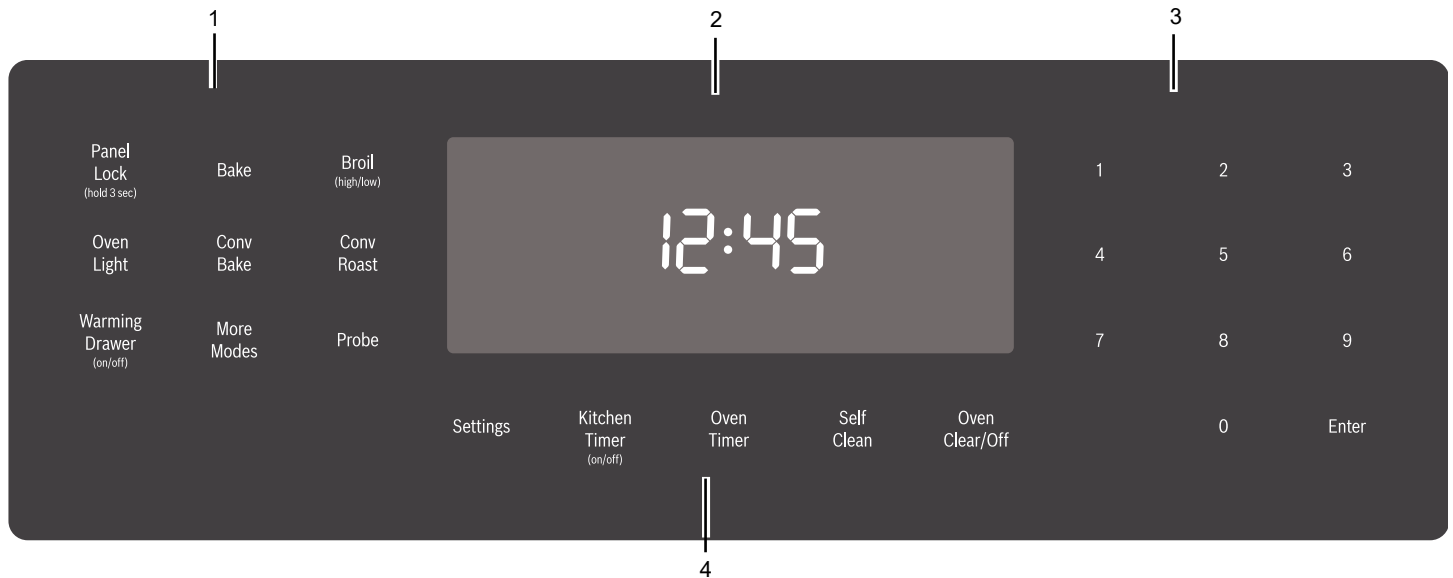 1
2
3
Panel
Lock
(hold 3 sec)
Bake
Broil
(high/low)
1
2
3
12:45
Oven
Light
Conv
Bake
Conv
Roast
4
5
6
Warming
Drawer
(on/off)
More
Modes
Probe
7
8
9
Settings
Kitchen
Timer
(on/off)
Oven
Timer
Self
Clean
Oven
Clear/Off
0
Enter
4